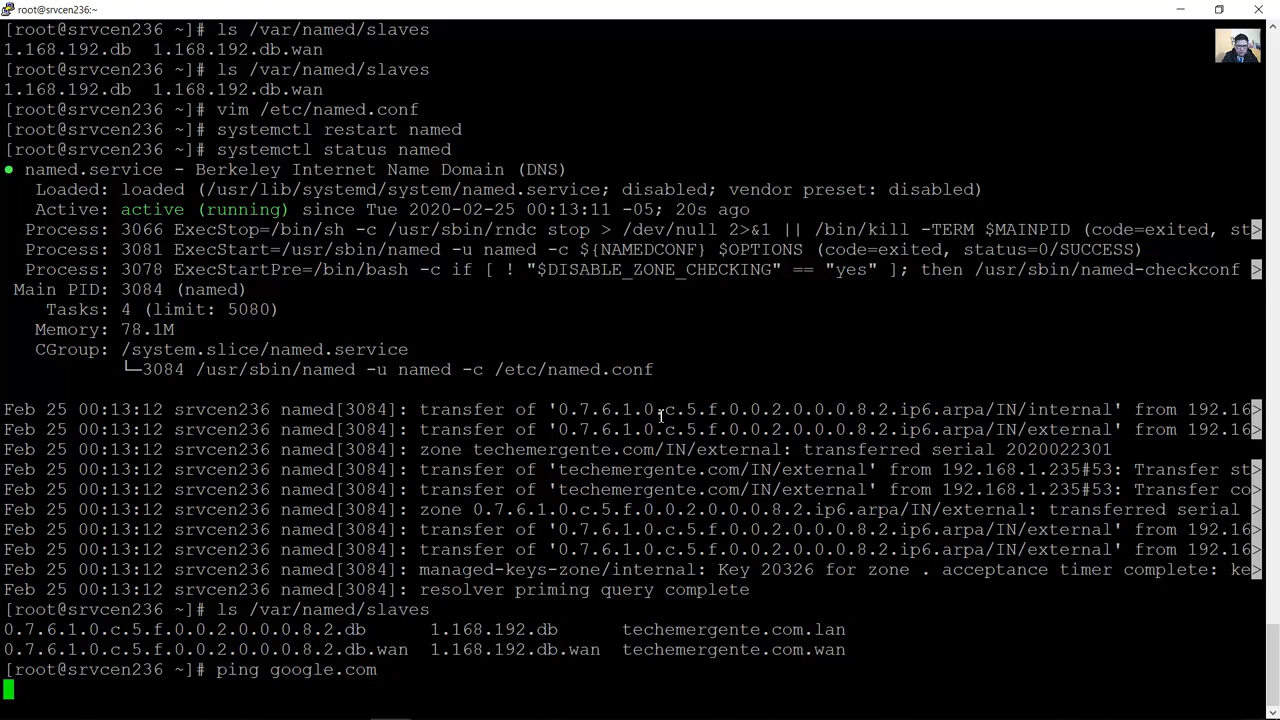 root@srvcen236:~
[root@srvcen236 ~]# ls /var/named/slaves
1.168.192.db  1.168.192.db.wan
[root@srvcen236 ~]# ls /var/named/slaves
1.168.192.db  1.168.192.db.wan
[root@srvcen236 ~]# vim /etc/named.conf
[root@srvcen236 ~]# systemctl restart named
[root@srvcen236 ~]# systemctl status named
● named.service - Berkeley Internet Name Domain (DNS)
   Loaded: loaded (/usr/lib/systemd/system/named.service; disabled; vendor preset: disabled)
   Active: active (running) since Tue 2020-02-25 00:13:11 -05; 20s ago
  Process: 3066 ExecStop=/bin/sh -c /usr/sbin/rndc stop > /dev/null 2>&1 || /bin/kill -TERM $MAINPID (code=exited, st>
  Process: 3081 ExecStart=/usr/sbin/named -u named -c ${NAMEDCONF} $OPTIONS (code=exited, status=0/SUCCESS)
  Process: 3078 ExecStartPre=/bin/bash -c if [ ! "$DISABLE_ZONE_CHECKING" == "yes" ]; then /usr/sbin/named-checkconf >
 Main PID: 3084 (named)
    Tasks: 4 (limit: 5080)
   Memory: 78.1M
   CGroup: /system.slice/named.service
           └─3084 /usr/sbin/named -u named -c /etc/named.conf
Feb 25 00:13:12 srvcen236 named[3084]: transfer of '0.7.6.1.0.c.5.f.0.0.2.0.0.0.8.2.ip6.arpa/IN/internal' from 192.16>
Feb 25 00:13:12 srvcen236 named[3084]: transfer of '0.7.6.1.0.c.5.f.0.0.2.0.0.0.8.2.ip6.arpa/IN/external' from 192.16>
Feb 25 00:13:12 srvcen236 named[3084]: zone techemergente.com/IN/external: transferred serial 2020022301
Feb 25 00:13:12 srvcen236 named[3084]: transfer of 'techemergente.com/IN/external' from 192.168.1.235#53: Transfer st>
Feb 25 00:13:12 srvcen236 named[3084]: transfer of 'techemergente.com/IN/external' from 192.168.1.235#53: Transfer co>
Feb 25 00:13:12 srvcen236 named[3084]: zone 0.7.6.1.0.c.5.f.0.0.2.0.0.0.8.2.ip6.arpa/IN/external: transferred serial >
Feb 25 00:13:12 srvcen236 named[3084]: transfer of '0.7.6.1.0.c.5.f.0.0.2.0.0.0.8.2.ip6.arpa/IN/external' from 192.16>
Feb 25 00:13:12 srvcen236 named[3084]: transfer of '0.7.6.1.0.c.5.f.0.0.2.0.0.0.8.2.ip6.arpa/IN/external' from 192.16>
Feb 25 00:13:12 srvcen236 named[3084]: managed-keys-zone/internal: Key 20326 for zone . acceptance timer complete: ke>
Feb 25 00:13:12 srvcen236 named[3084]: resolver priming query complete
[root@srvcen236 ~]# ls /var/named/slaves
0.7.6.1.0.c.5.f.0.0.2.0.0.0.8.2.db      1.168.192.db      techemergente.com.lan
0.7.6.1.0.c.5.f.0.0.2.0.0.0.8.2.db.wan  1.168.192.db.wan  techemergente.com.wan
[root@srvcen236 ~]# ping google.com